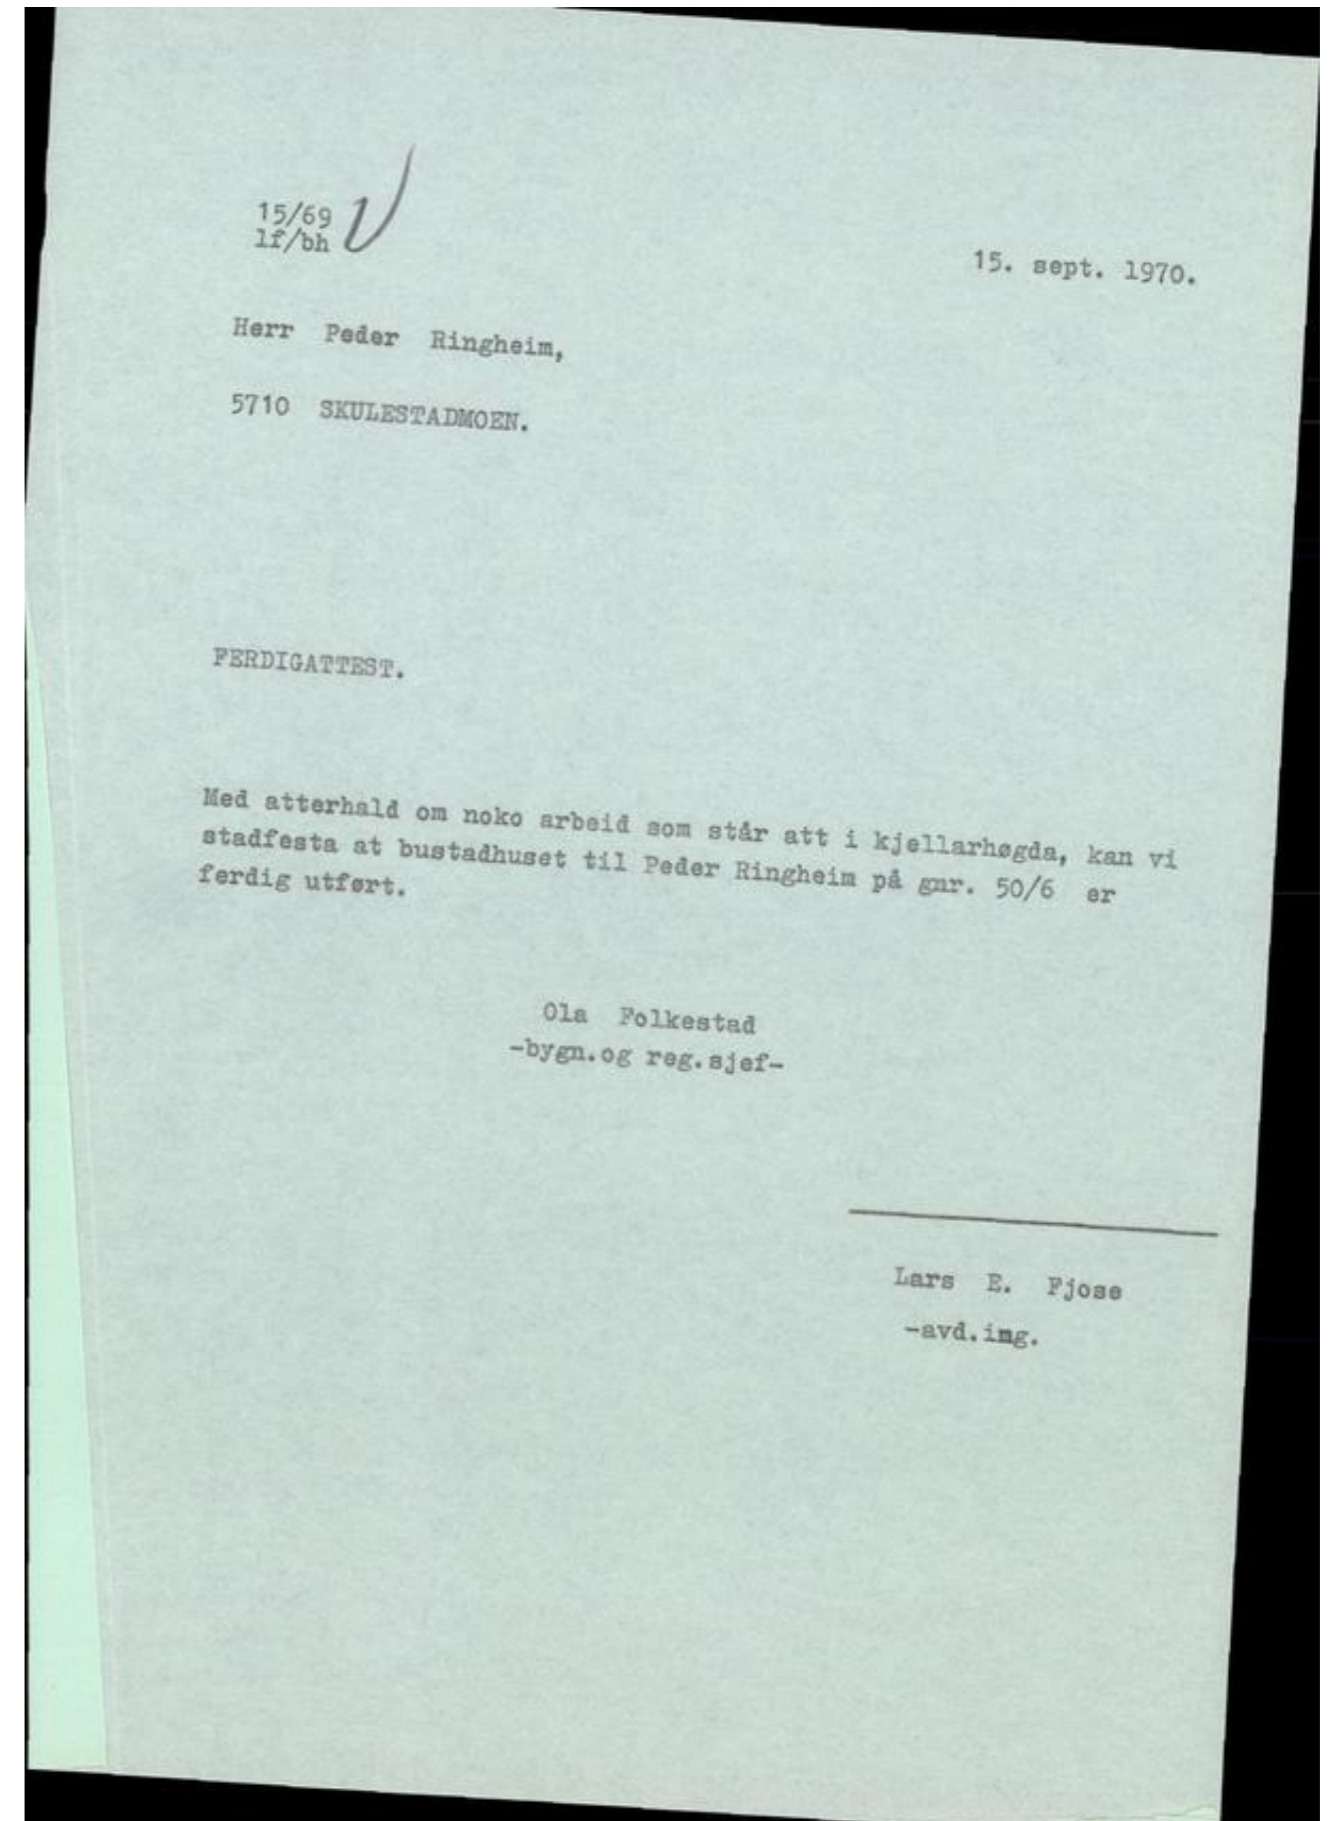 15/69
lf/bh
15. sept. 1970.
Herr Peder Ringheim,
5710 SKULESTADMOEN.
FERDIGATTEST.
Med atterhald om noko arbeid som står att i kjellarhøgda, kan vi
stadfesta at bustadhuset til Peder Ringheim på gnr. 50/6 er
ferdig utført.
Ola Folkestad
-bygn.og reg.sjef-
Lars E. Fjose
-avd.ing.